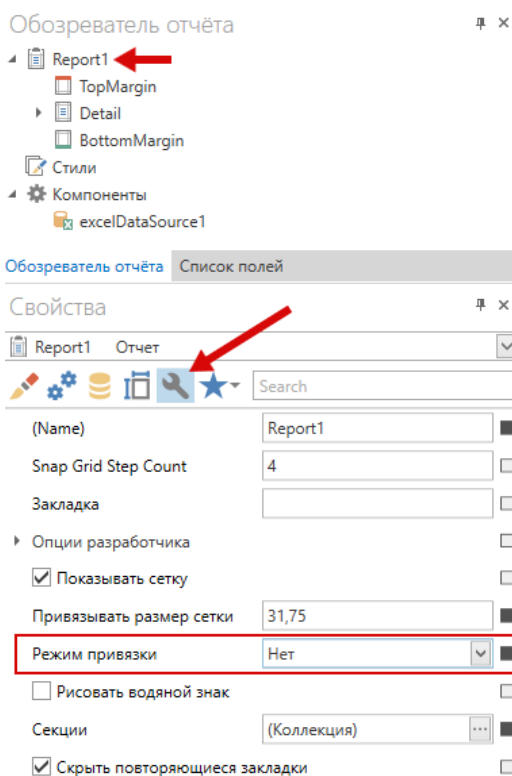 Обозреватель отчёта
Report1
TopMargin
Detail
BottomMargin
Стили
Компоненты
excelDataSource1
Обозреватель отчёта Список полей
Свойства
Report1 Отчет
Search
(Name) Report1
Snap Grid Step Count 4
Закладка
Опции разработчика
Показывать сетку
Привязывать размер сетки 31,75
Режим привязки Нет
Рисовать водяной знак
Секции (Коллекция) ...
Скрыть повторяющиеся закладки